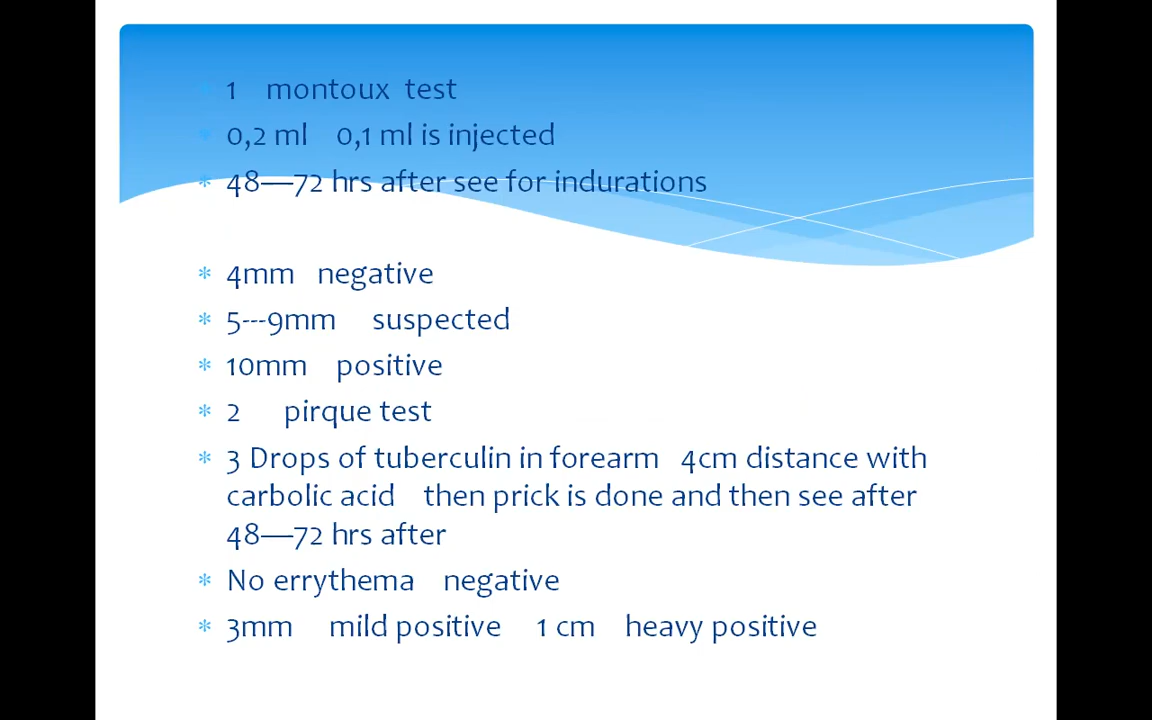 * 1 montoux test
* 0,2 ml 0,1 ml is injected
* 48—72 hrs after see for indurations
* 4mm negative
* 5---9mm suspected
* 10mm positive
* 2 pirque test
* 3 Drops of tuberculin in forearm 4cm distance with
carbolic acid then prick is done and then see after
48—72 hrs after
* No errythema negative
* 3mm mild positive 1 cm heavy positive